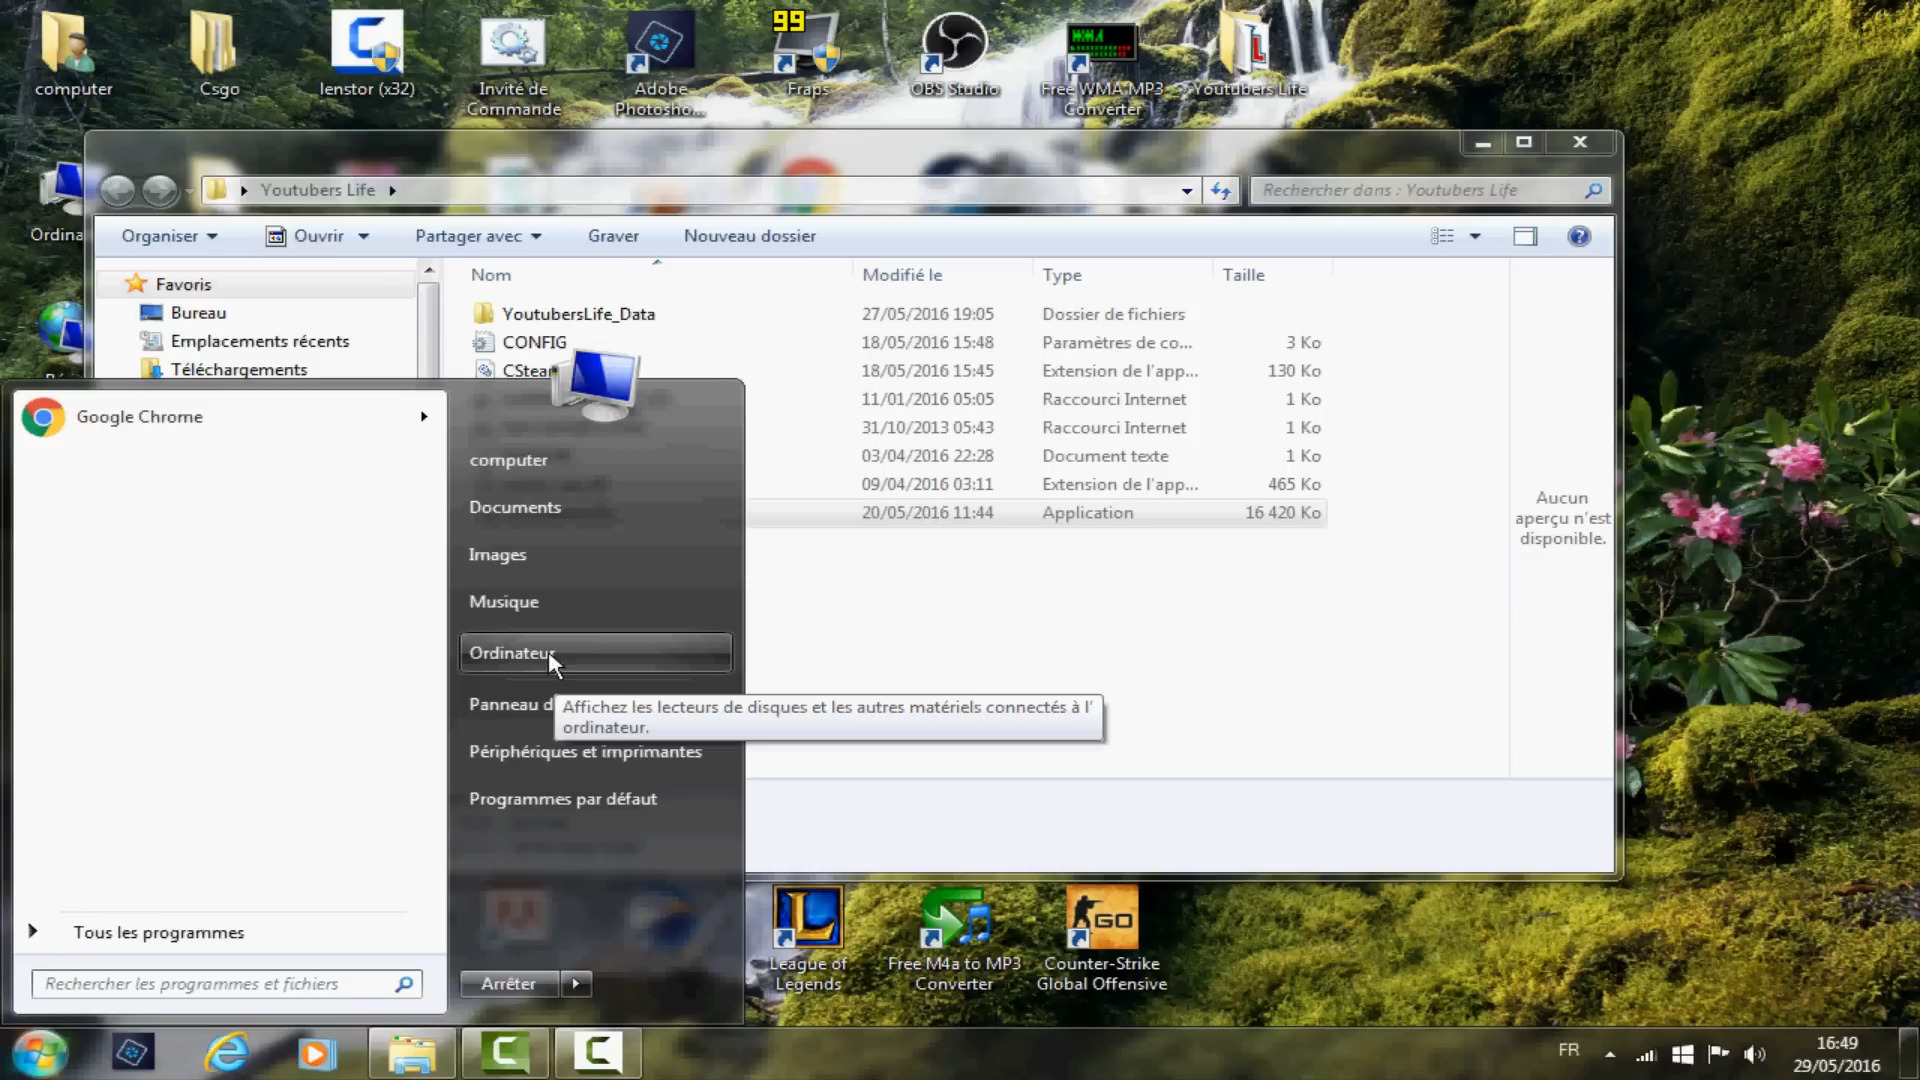 99
computer
Csgo
lenstor (x32)
Invité de
Commande
Adobe
Photosho...
Fraps
OBS Studio
Free WMA MP3
Converter
Youtubers Life
Youtubers Life
Rechercher dans : Youtubers Life
Ordina
Organiser
Ouvrir
Partager avec
Graver
Nouveau dossier
Nom
Modifié le
Type
Taille
Favoris
Bureau
Emplacements récents
Téléchargements
YoutubersLife_Data 27/05/2016 19:05 Dossier de fichiers
CONFIG 18/05/2016 15:48 Paramètres de co... 3 Ko
CStea 18/05/2016 15:45 Extension de l'app... 130 Ko
11/01/2016 05:05 Raccourci Internet 1 Ko
31/10/2013 05:43 Raccourci Internet 1 Ko
03/04/2016 22:28 Document texte 1 Ko
09/04/2016 03:11 Extension de l'app... 465 Ko
20/05/2016 11:44 Application 16 420 Ko
Aucun
aperçu n'est
disponible.
Google Chrome
computer
Documents
Images
Musique
Ordinateur
Panneau d
Affichez les lecteurs de disques et les autres matériels connectés à l'
ordinateur.
Périphériques et imprimantes
Programmes par défaut
Tous les programmes
Rechercher les programmes et fichiers
Arrêter
League of
Legends
Free M4a to MP3
Converter
GO
Counter-Strike
Global Offensive
FR
16:49
29/05/2016